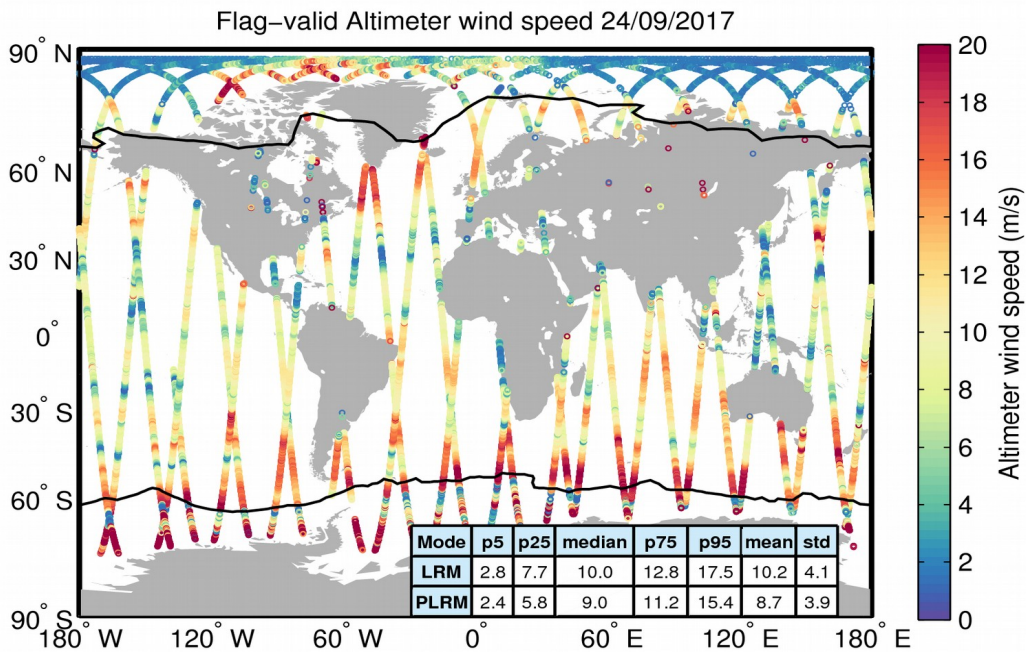 Flag−valid Altimeter wind speed 24/09/2017
90° N
60° N
30° N
0°
30° S
60° S
90° S
180° W
120° W
60° W
0°
60° E
120° E
180° E
Mode p5 p25 median p75 p95 mean std
LRM 2.8 7.7 10.0 12.8 17.5 10.2 4.1
PLRM 2.4 5.8 9.0 11.2 15.4 8.7 3.9
20
18
16
14
12
10
8
6
4
2
0
Altimeter wind speed (m/s)